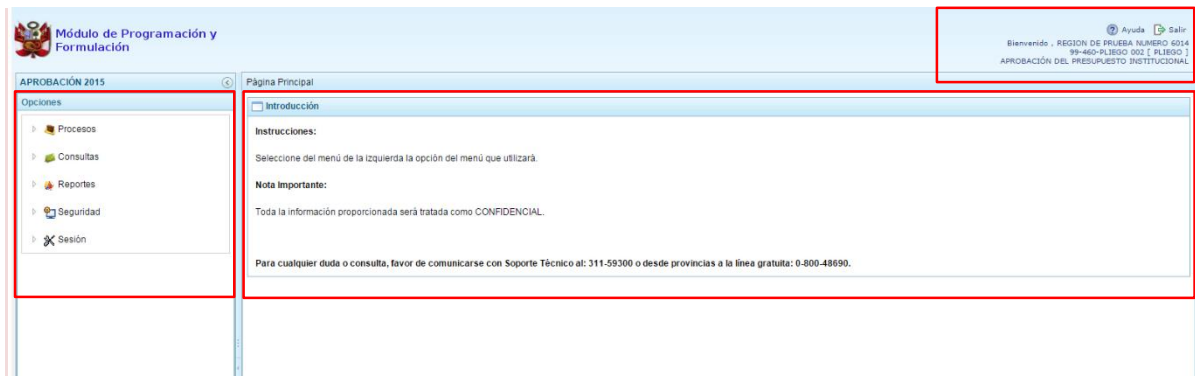 Módulo de Programación y
Formulación
Ayuda Salir
Bienvenido , REGION DE PRUEBA NUMERO 6014
99-460-PLIEGO 002 [ PLIEGO ]
APROBACIÓN DEL PRESUPUESTO INSTITUCIONAL
APROBACIÓN 2015
Página Principal
Opciones
Procesos
Consultas
Reportes
Seguridad
Sesión
Introducción
Instrucciones:
Seleccione del menú de la izquierda la opción del menú que utilizará.
Nota Importante:
Toda la información proporcionada será tratada como CONFIDENCIAL.
Para cualquier duda o consulta, favor de comunicarse con Soporte Técnico al: 311-59300 o desde provincias a la línea gratuita: 0-800-48690.